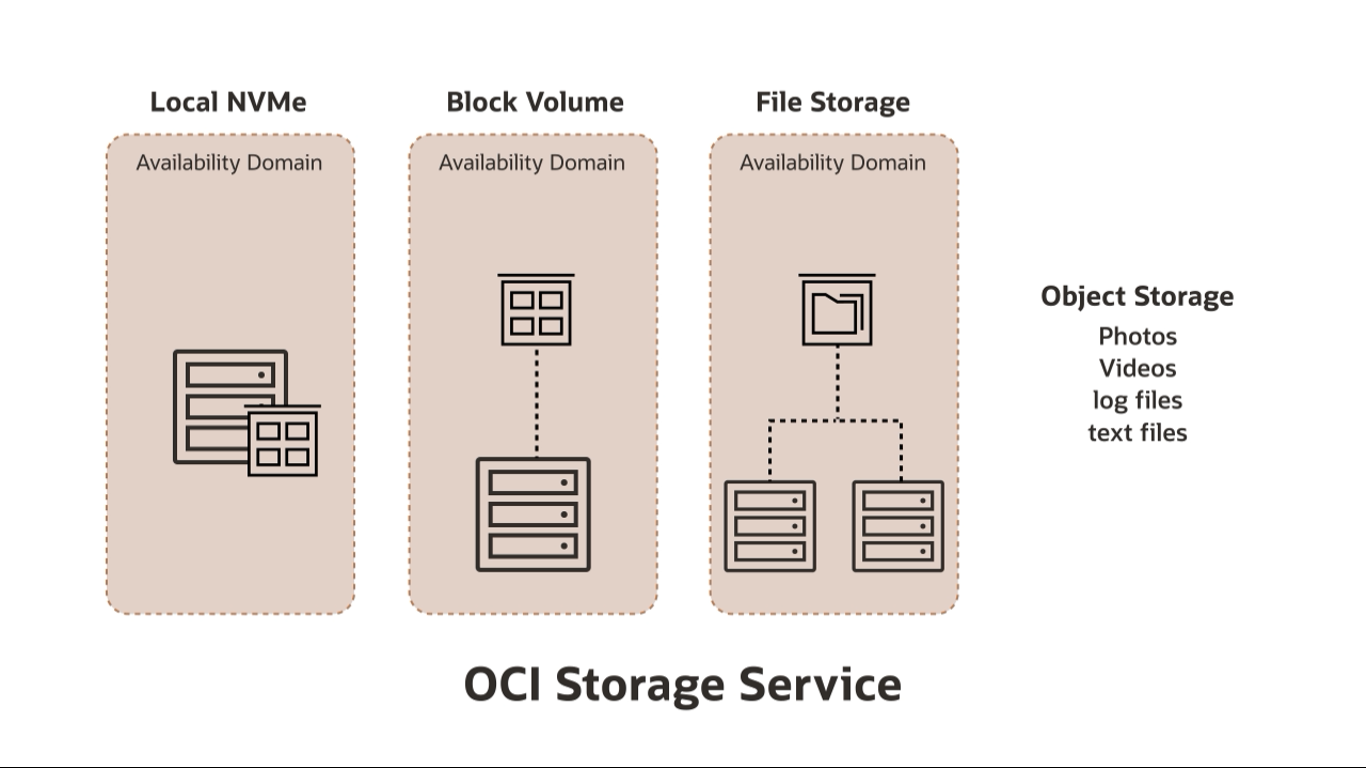 Local NVMe
Availability Domain
Block Volume
Availability Domain
File Storage
Availability Domain
Object Storage
Photos
Videos
log files
text files
OCI Storage Service